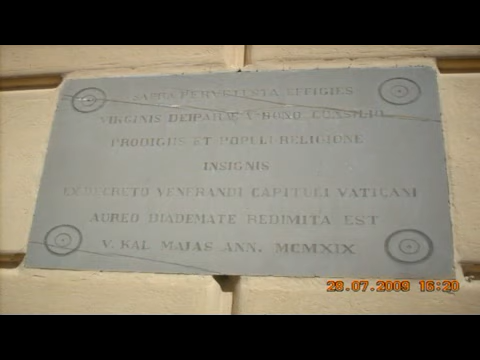 SACRA PERVETUSTA EFFIGIES
VIRGINIS DEIPARAE A BONO CONSILIO
PRODIGIIS ET POPULI RELIGIONE
INSIGNIS
EX DECRETO VENERANDI CAPITULI VATICANI
AUREO DIADEMATE REDIMITA EST
V. KAL MAJAS ANN. MCMXIX
28.07.2009 16:20